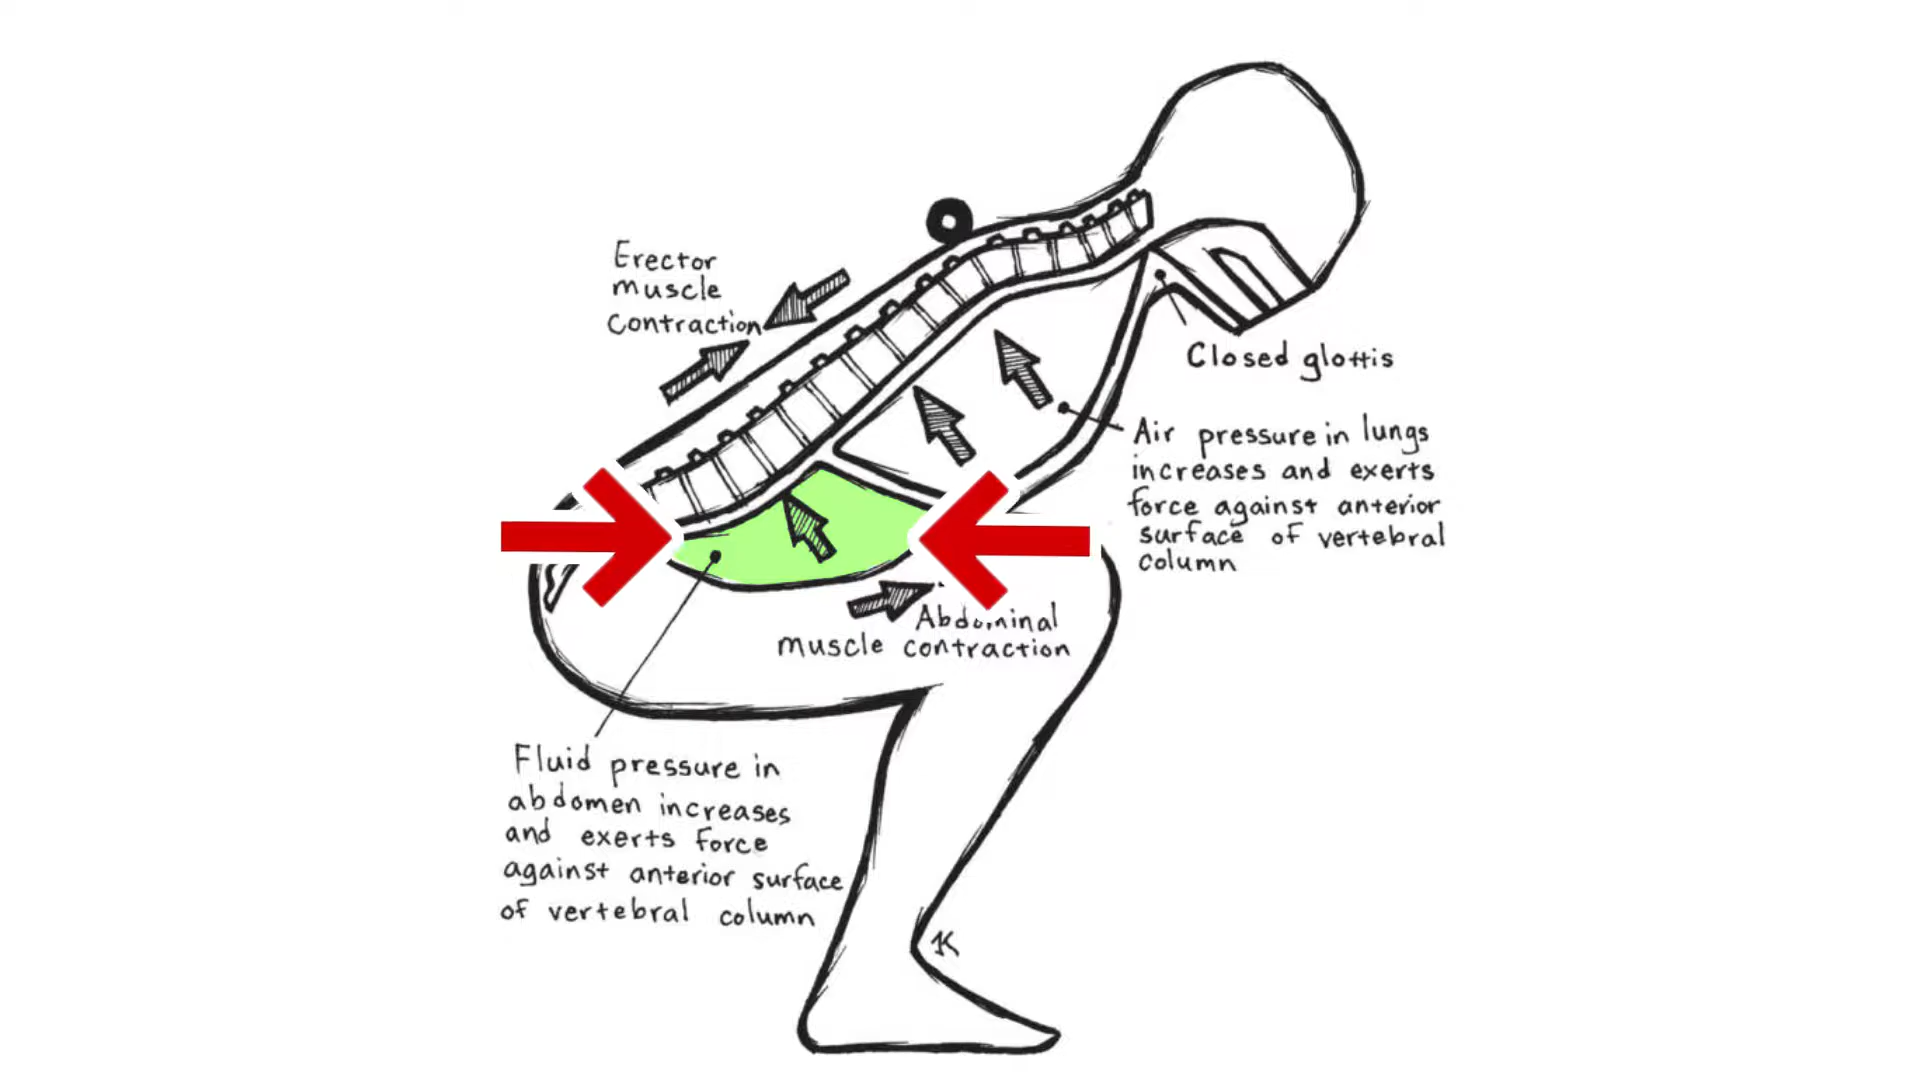 Erector
muscle
Contraction
Closed glottis
Air pressure in lungs
increases and exerts
force against anterior
surface of vertebral
column
Abdominal
muscle contraction
Fluid pressure in
abdomen increases
and exerts force
against anterior surface
of vertebral column
K